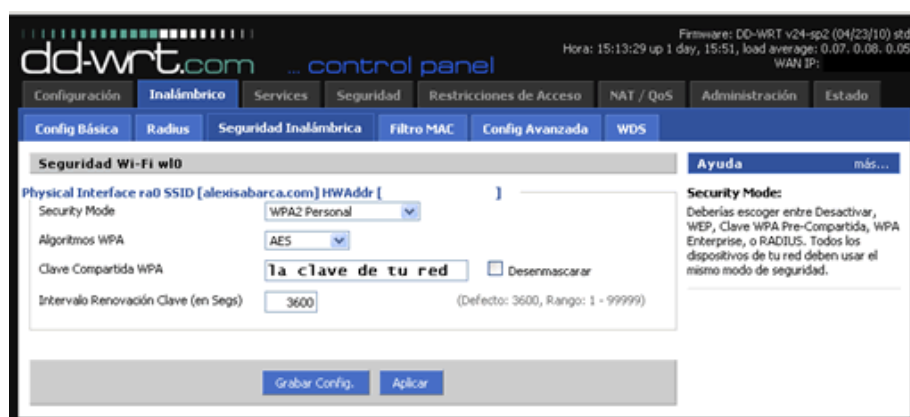 Firmware: DD-WRT v24-sp2 (04/23/10) std
dd-wrt.com ... control panel
Hora: 15:13:29 up 1 day, 15:51, load average: 0.07, 0.08, 0.05
WAN IP:
Configuración Inalámbrico Services Seguridad Restricciones de Acceso NAT / QoS Administración Estado
Config Básica Radius Seguridad Inalámbrica Filtro MAC Config Avanzada WDS
Seguridad Wi-Fi wl0
Physical Interface ra0 SSID [alexisabarca.com] HWAddr [ ]
Security Mode WPA2 Personal
Algoritmos WPA AES
Clave Compartida WPA la clave de tu red Desenmascarar
Intervalo Renovación Clave (en Segs) 3600 (Defecto: 3600, Rango: 1 - 99999)
Grabar Config. Aplicar
Ayuda más...
Security Mode:
Deberías escoger entre Desactivar,
WEP, Clave WPA Pre-Compartida, WPA
Enterprise, o RADIUS. Todos los
dispositivos de tu red deben usar el
mismo modo de seguridad.